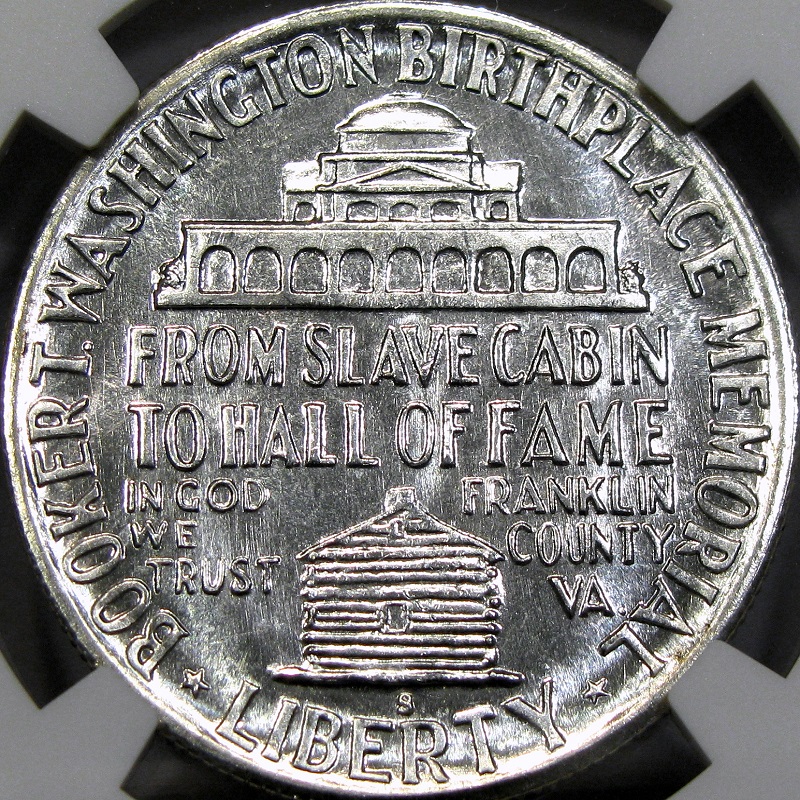 BOOKER T. WASHINGTON BIRTHPLACE MEMORIAL
FROM SLAVE CABIN
TO HALL OF FAME
IN GOD
WE
TRUST
FRANKLIN
COUNTY
VA.
S
LIBERTY